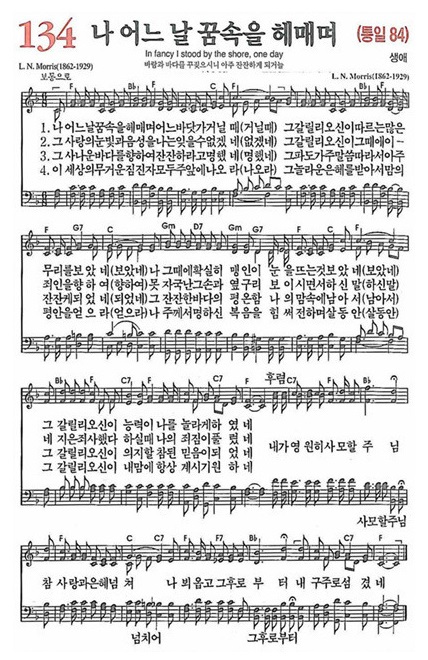 134 나 어느 날 꿈속을 헤매며 (통일 84)
In fancy I stood by the shore, one day
생애
L. N. Morris(1862-1929)
바람과 바다를 꾸짖으시니 아주 잔잔하게 되거늘
보통으로
L. N. Morris(1862-1929)
F B♭ F C C7
1. 나 어느날꿈속을헤매며어느바닷가거닐 때(거닐때) 그갈릴리오신이따르는많은
2. 그 사랑의눈빛과음성을나는잊을수없겠 네(없겠네) 그갈릴리오신이그때에이ㅡ
3. 그 사나운바다를향하여잔잔하라고명했 네(명했네) 그파도가주말씀따라서아주
4. 이 세상의무거운짐진자모두주앞에나오 라(나오라) 그놀라운은혜를받아서맘의
F G7 C Gm D7 Gm C7 F B♭ F
무리를보았 네(보았네) 나그때에확실히 맹인이 눈 을뜨는것보았 네(보았네)
죄인을향하 여(향하여) 못 자국난그손과 옆구리 보 이시면서하신 말(하신말)
잔잔케되었 네(되었네) 그 잔잔한바다의 평온함 나 의맘속에남아 서(남아서)
평안을얻으 라(얻으라) 나 주께서명하신 복음을 힘 써전하며살동 안(살동안)
B♭ F C7 F C7 F 후렴 C7 F B♭
그 갈릴리오신이 능력이 나를 놀라게하 였 네
네 지은죄사했다 하실때 나의 죄짐이풀 렸 네 내가영 원히사모할 주 님
그 갈릴리오신이 의지할 참된 믿음이되 었 네
그 갈릴리오신이 내맘에 항상 계시기원 하 네
사모할주님
F C C7 F F7 B♭ F C7 F
참 사랑과은혜넘 쳐 나 뵈옵고그후로 부 터 내 구주로섬 겼 네
넘치어 그후로부터